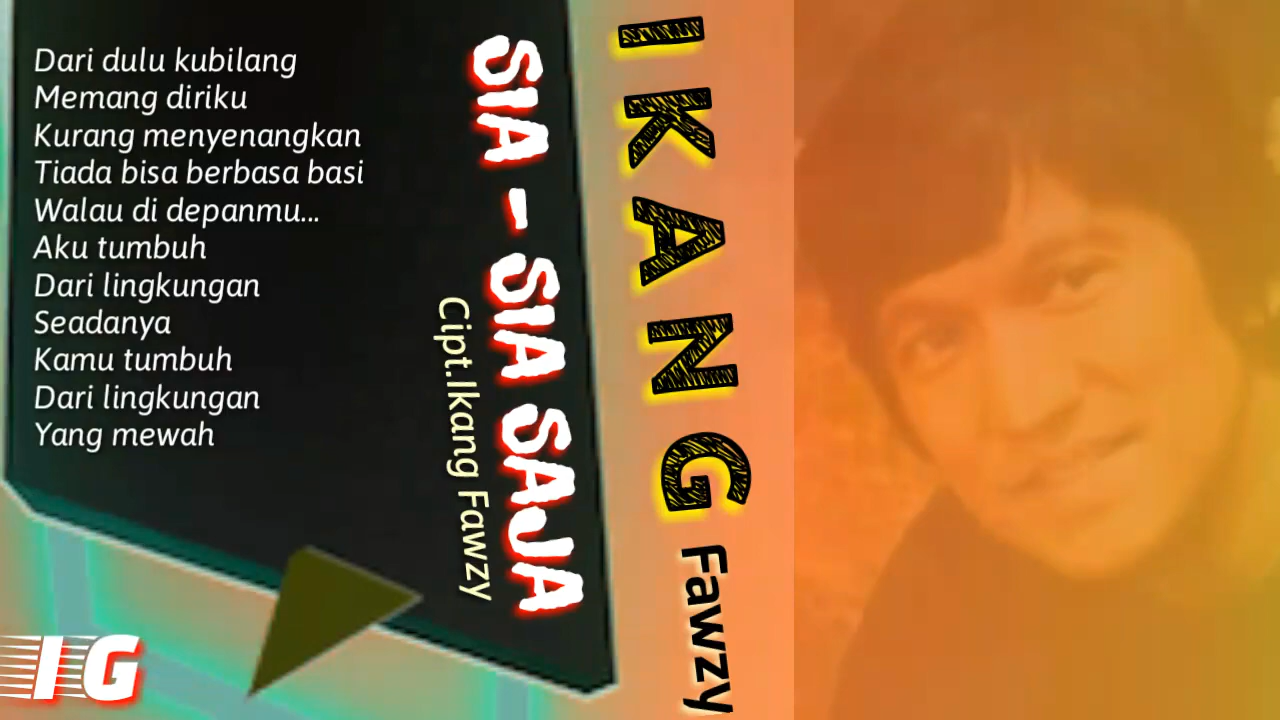 Dari dulu kubilang
Memang diriku
Kurang menyenangkan
Tiada bisa berbasa basi
Walau di depanmu...
Aku tumbuh
Dari lingkungan
Seadanya
Kamu tumbuh
Dari lingkungan
Yang mewah
Cipt.Ikang Fawzy
SIA - SIA SAJA
IKANG Fawzy
IG